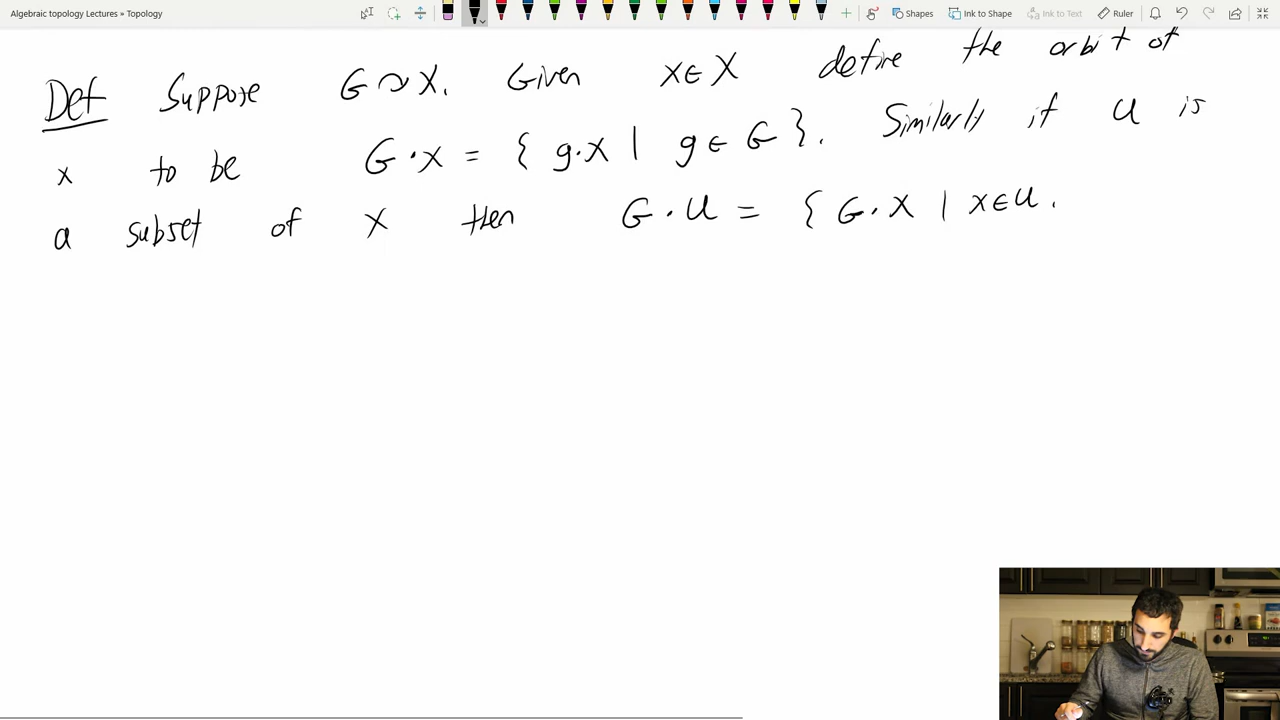 Algebraic topology Lectures » Topology
Shapes Ink to Shape Ink to Text Ruler
Def Suppose G ↷ X. Given x ∈ X define the orbit of
x to be G·x = { g·x | g ∈ G }. Similarly if U is
a subset of X then G·U = { G·x | x ∈ U.